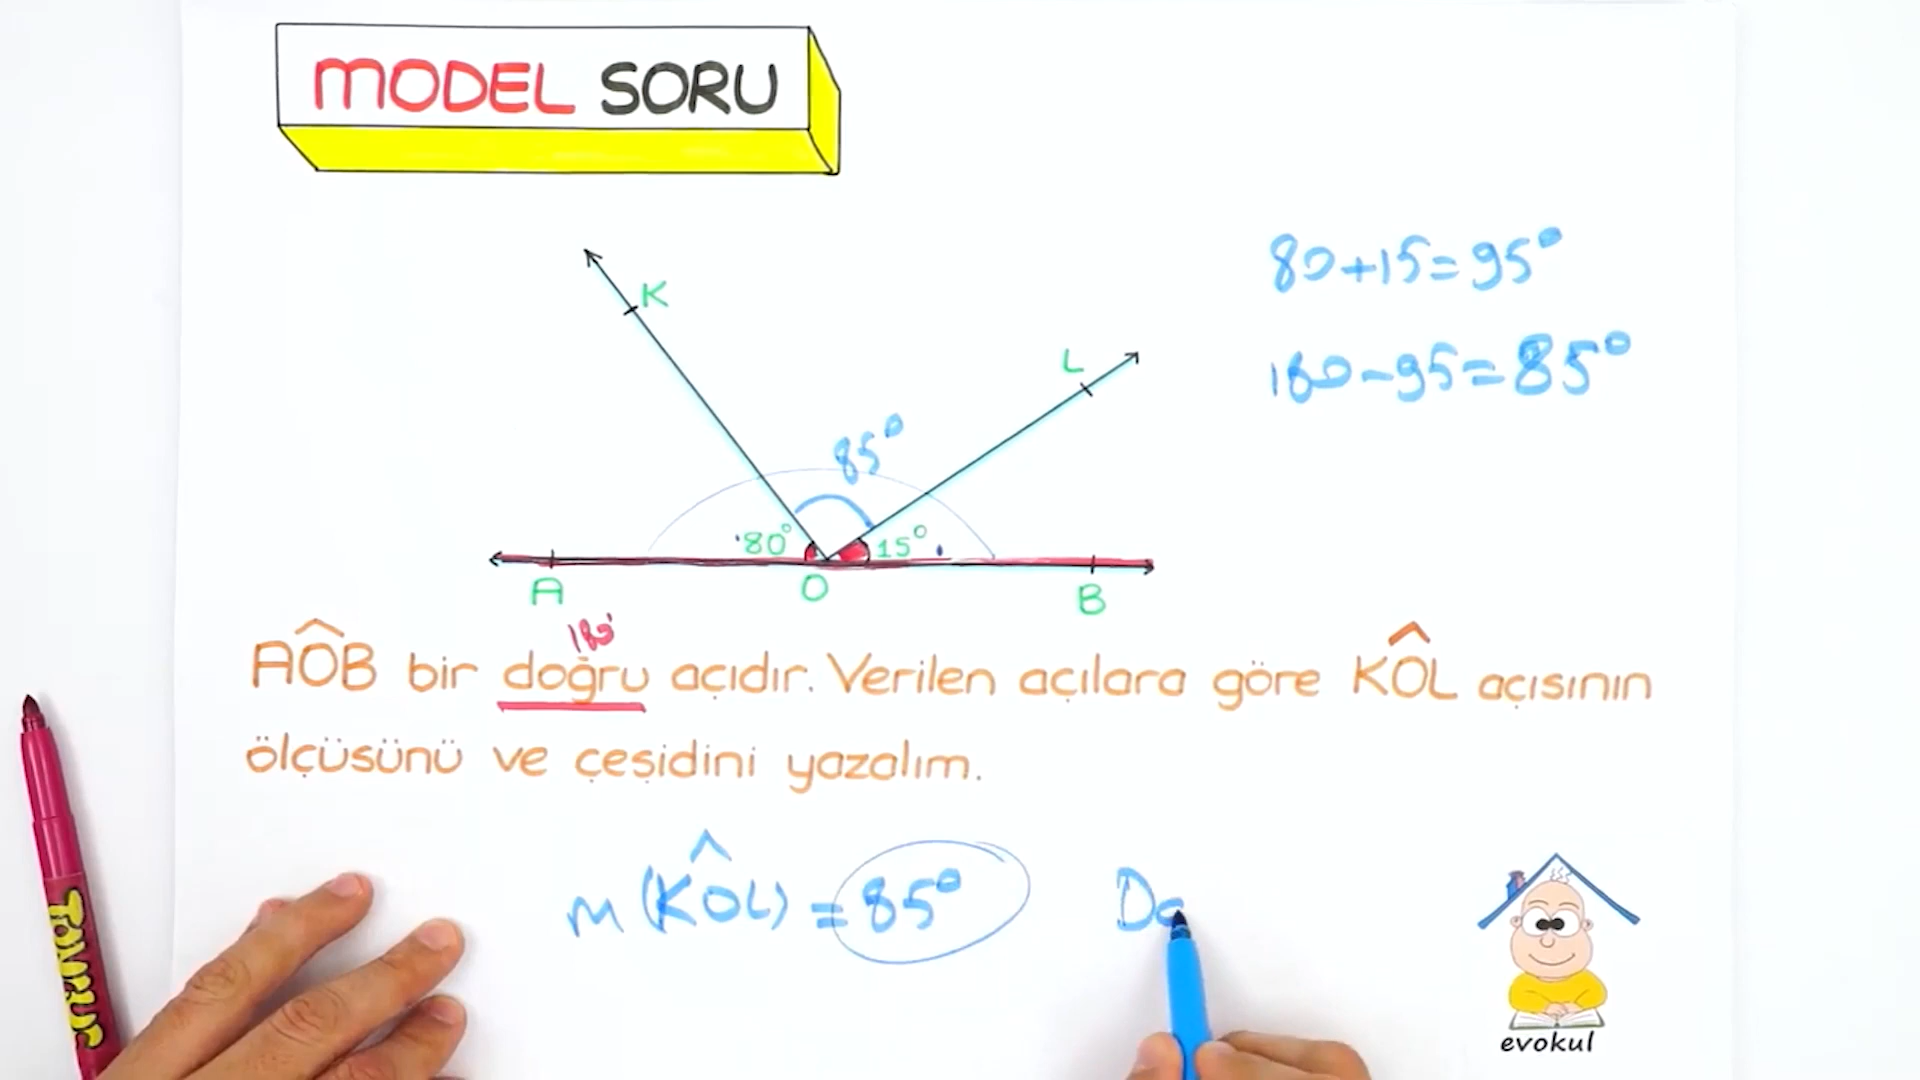 MODEL SORU
80+15=95°
180-95=85°
K
L
85°
80°
15°
A
O
B
180°
AÔB bir doğru açıdır. Verilen açılara göre KÔL açısının
ölçüsünü ve çeşidini yazalım.
m(KÔL)=85°
Da
TOMBUL
evokul